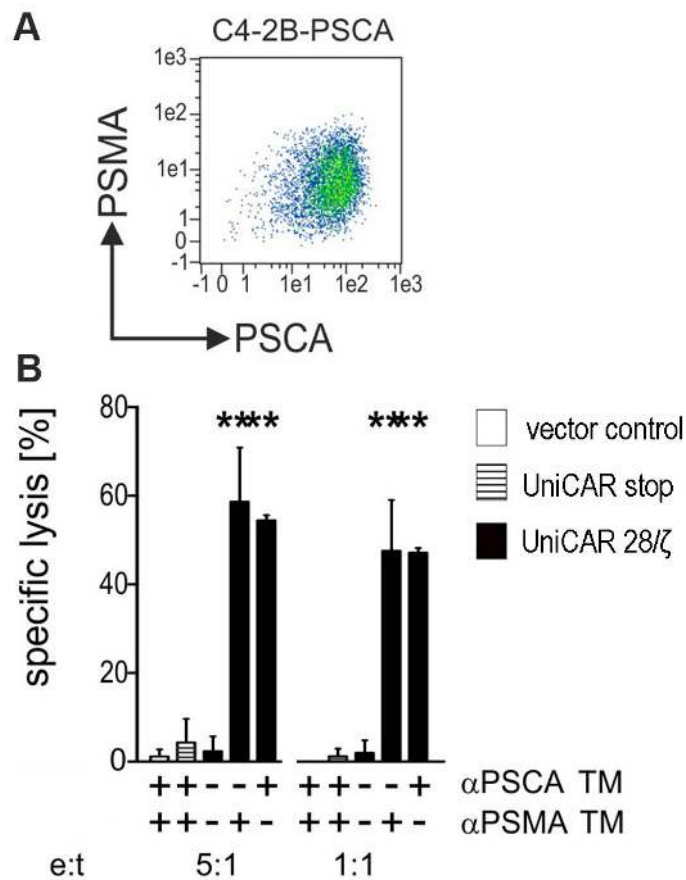 A
C4-2B-PSCA
1e3
1e2
1e1
1
0
-1
-1 0 1 1e1 1e2 1e3
PSMA
PSCA
B
80
60
40
20
0
specific lysis [%]
**** ****
vector control
UniCAR stop
UniCAR 28/ζ
+ + - - + + + - - + αPSCA TM
+ + - + - + + - + - αPSMA TM
e:t 5:1 1:1